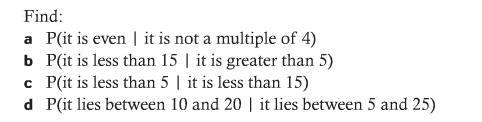 Find:
a P(it is even | it is not a multiple of 4)
b P(it is less than 15 | it is greater than 5)
c P(it is less than 5 | it is less than 15)
d P(it lies between 10 and 20 | it lies between 5 and 25)